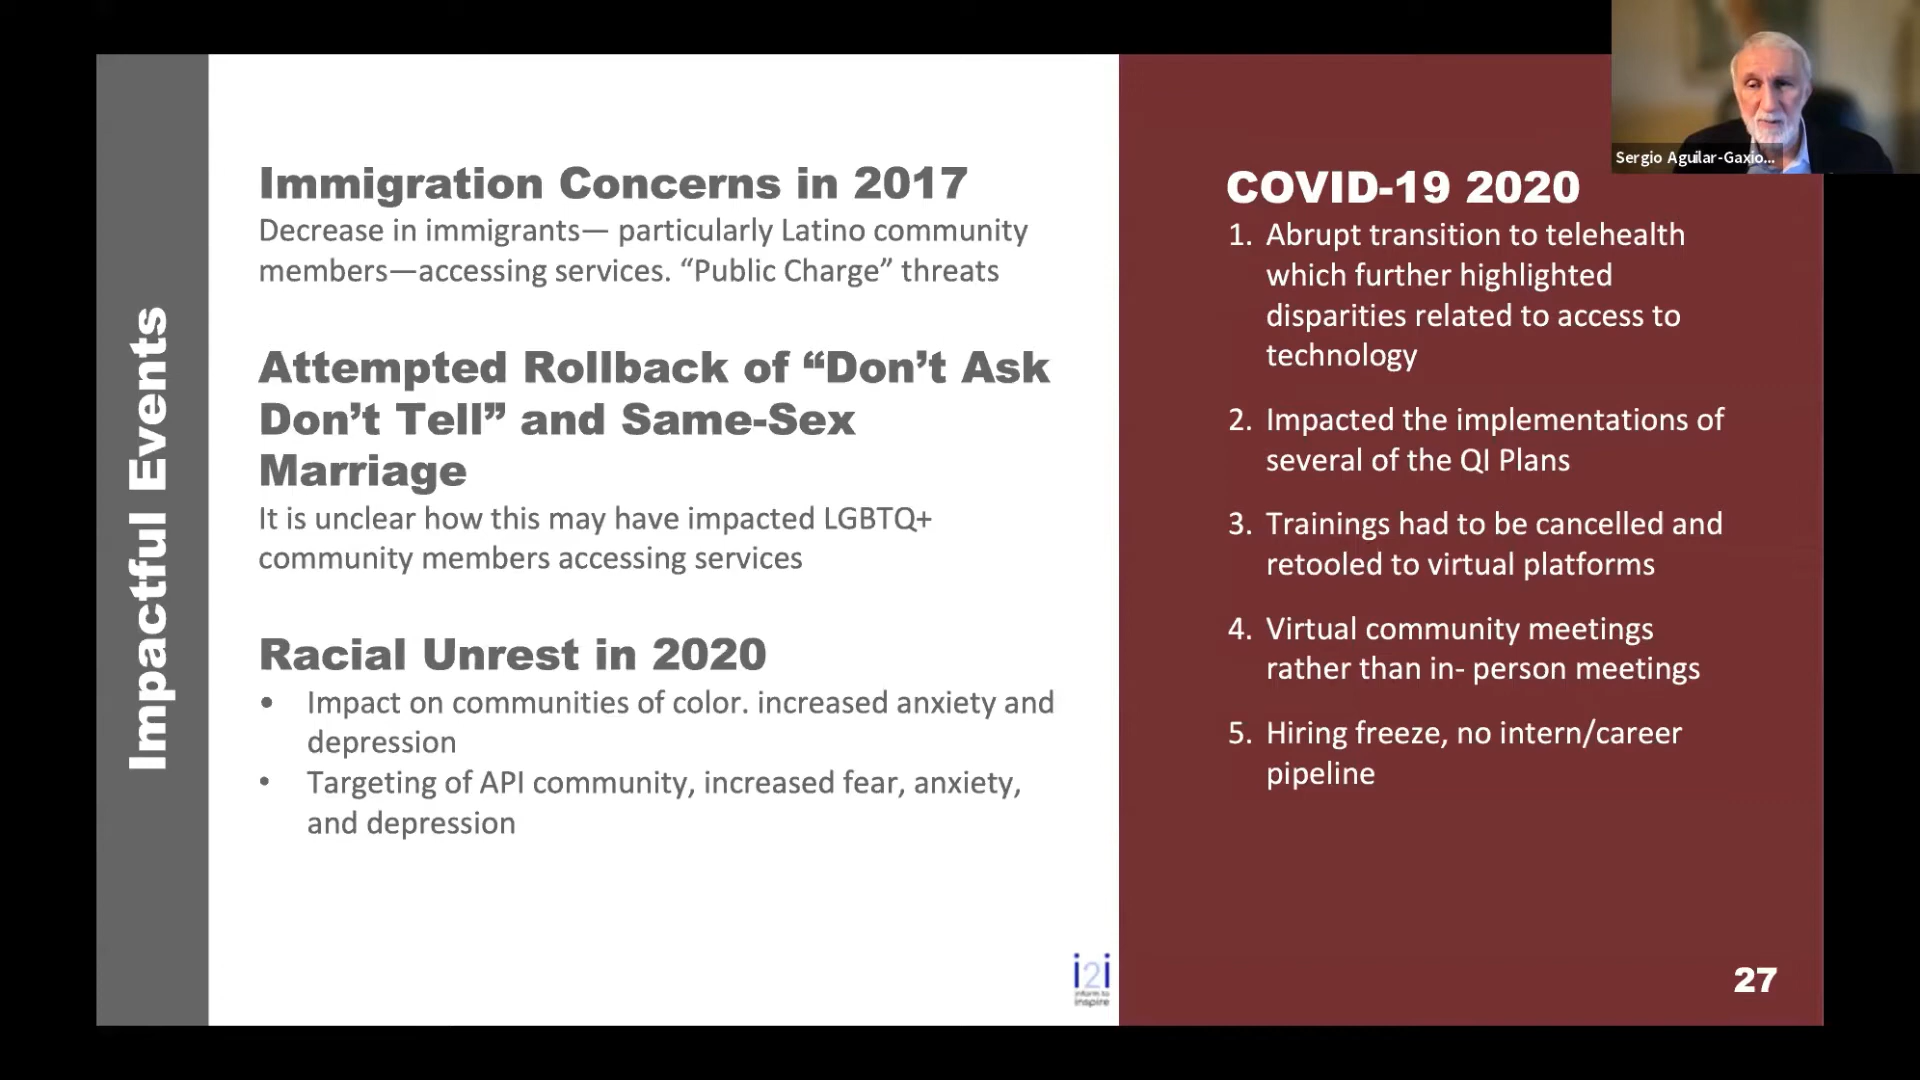 Impactful Events
Immigration Concerns in 2017
Decrease in immigrants— particularly Latino community
members—accessing services. “Public Charge” threats
Attempted Rollback of “Don’t Ask
Don’t Tell” and Same-Sex
Marriage
It is unclear how this may have impacted LGBTQ+
community members accessing services
Racial Unrest in 2020
• Impact on communities of color. increased anxiety and
depression
• Targeting of API community, increased fear, anxiety,
and depression
i2i
inform to
inspire
COVID-19 2020
1. Abrupt transition to telehealth
which further highlighted
disparities related to access to
technology
2. Impacted the implementations of
several of the QI Plans
3. Trainings had to be cancelled and
retooled to virtual platforms
4. Virtual community meetings
rather than in- person meetings
5. Hiring freeze, no intern/career
pipeline
27
Sergio Aguilar-Gaxio...